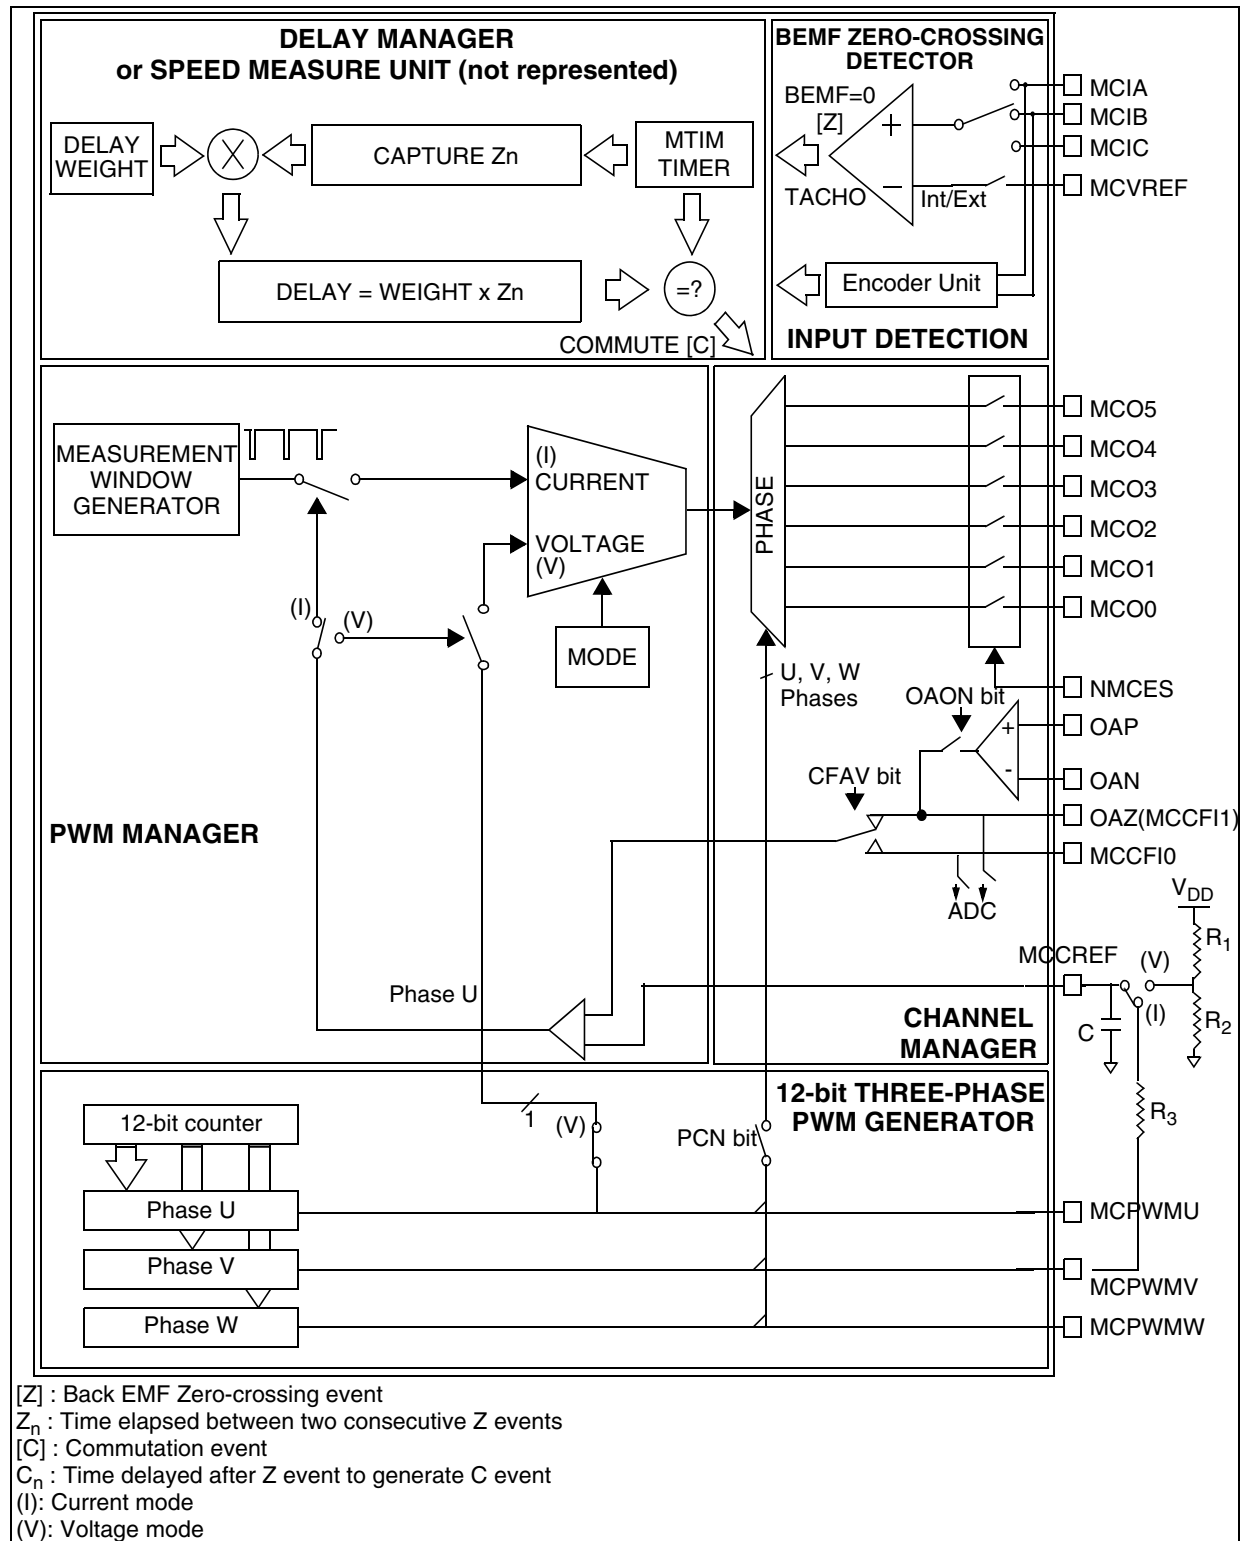 DELAY MANAGER
or SPEED MEASURE UNIT (not represented)
DELAY
WEIGHT
X
CAPTURE Zn
MTIM
TIMER
DELAY = WEIGHT x Zn
=?
COMMUTE [C]
BEMF ZERO-CROSSING
DETECTOR
BEMF=0
[Z]
+
−
TACHO
Int/Ext
Encoder Unit
INPUT DETECTION
MCIA
MCIB
MCIC
MCVREF
MEASUREMENT
WINDOW
GENERATOR
(I)
CURRENT
VOLTAGE
(V)
(I)
(V)
MODE
PWM MANAGER
Phase U
PHASE
U, V, W
Phases
OAON bit
+
-
CFAV bit
ADC
CHANNEL
MANAGER
MCO5
MCO4
MCO3
MCO2
MCO1
MCO0
NMCES
OAP
OAN
OAZ(MCCFI1)
MCCFI0
MCCREF
VDD
R1
(V)
(I)
R2
C
R3
12-bit THREE-PHASE
PWM GENERATOR
12-bit counter
1
(V)
PCN bit
Phase U
Phase V
Phase W
MCPWMU
MCPWMV
MCPWMW
[Z] : Back EMF Zero-crossing event
Zn : Time elapsed between two consecutive Z events
[C] : Commutation event
Cn : Time delayed after Z event to generate C event
(I): Current mode
(V): Voltage mode